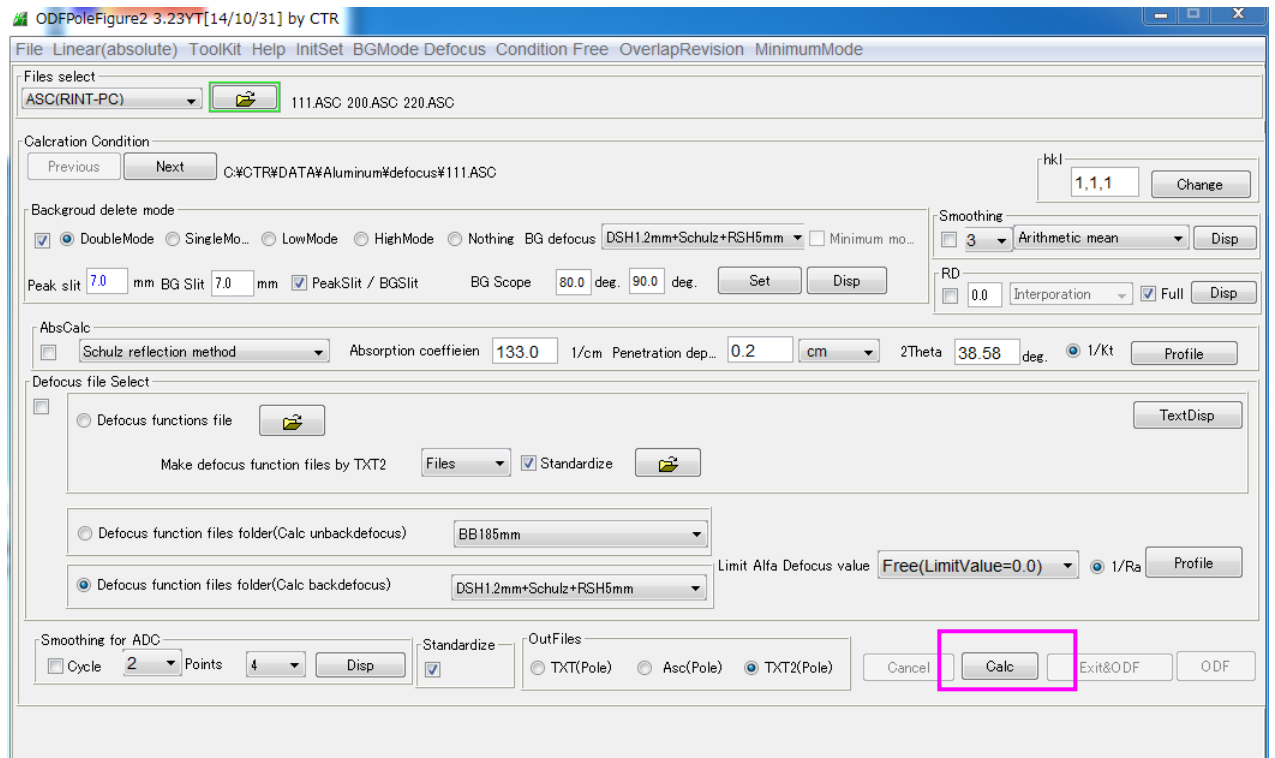 ODFPoleFigure2 3.23YT[14/10/31] by CTR
File Linear(absolute) ToolKit Help InitSet BGMode Defocus Condition Free OverlapRevision MinimumMode
Files select
ASC(RINT-PC) 111.ASC 200.ASC 220.ASC
Calcration Condition
Previous Next C:¥CTR¥DATA¥Aluminum¥defocus¥111.ASC
hkl
1,1,1 Change
Backgroud delete mode
DoubleMode SingleMo... LowMode HighMode Nothing BG defocus DSH1.2mm+Schulz+RSH5mm Minimum mo...
Peak slit 7.0 mm BG Slit 7.0 mm PeakSlit / BGSlit BG Scope 80.0 deg. 90.0 deg. Set Disp
Smoothing
3 Arithmetic mean Disp
RD
0.0 Interporation Full Disp
AbsCalc
Schulz reflection method Absorption coeffieien 133.0 1/cm Penetration dep... 0.2 cm 2Theta 38.58 deg. 1/Kt Profile
Defocus file Select
Defocus functions file TextDisp
Make defocus function files by TXT2 Files Standardize
Defocus function files folder(Calc unbackdefocus) BB185mm
Defocus function files folder(Calc backdefocus) DSH1.2mm+Schulz+RSH5mm
Limit Alfa Defocus value Free(LimitValue=0.0) 1/Ra Profile
Smoothing for ADC
Cycle 2 Points 4 Disp
Standardize
OutFiles
TXT(Pole) Asc(Pole) TXT2(Pole)
Cancel Calc Exit&ODF ODF